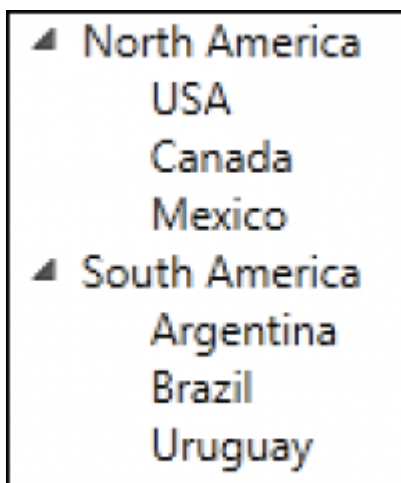 North America
USA
Canada
Mexico
South America
Argentina
Brazil
Uruguay